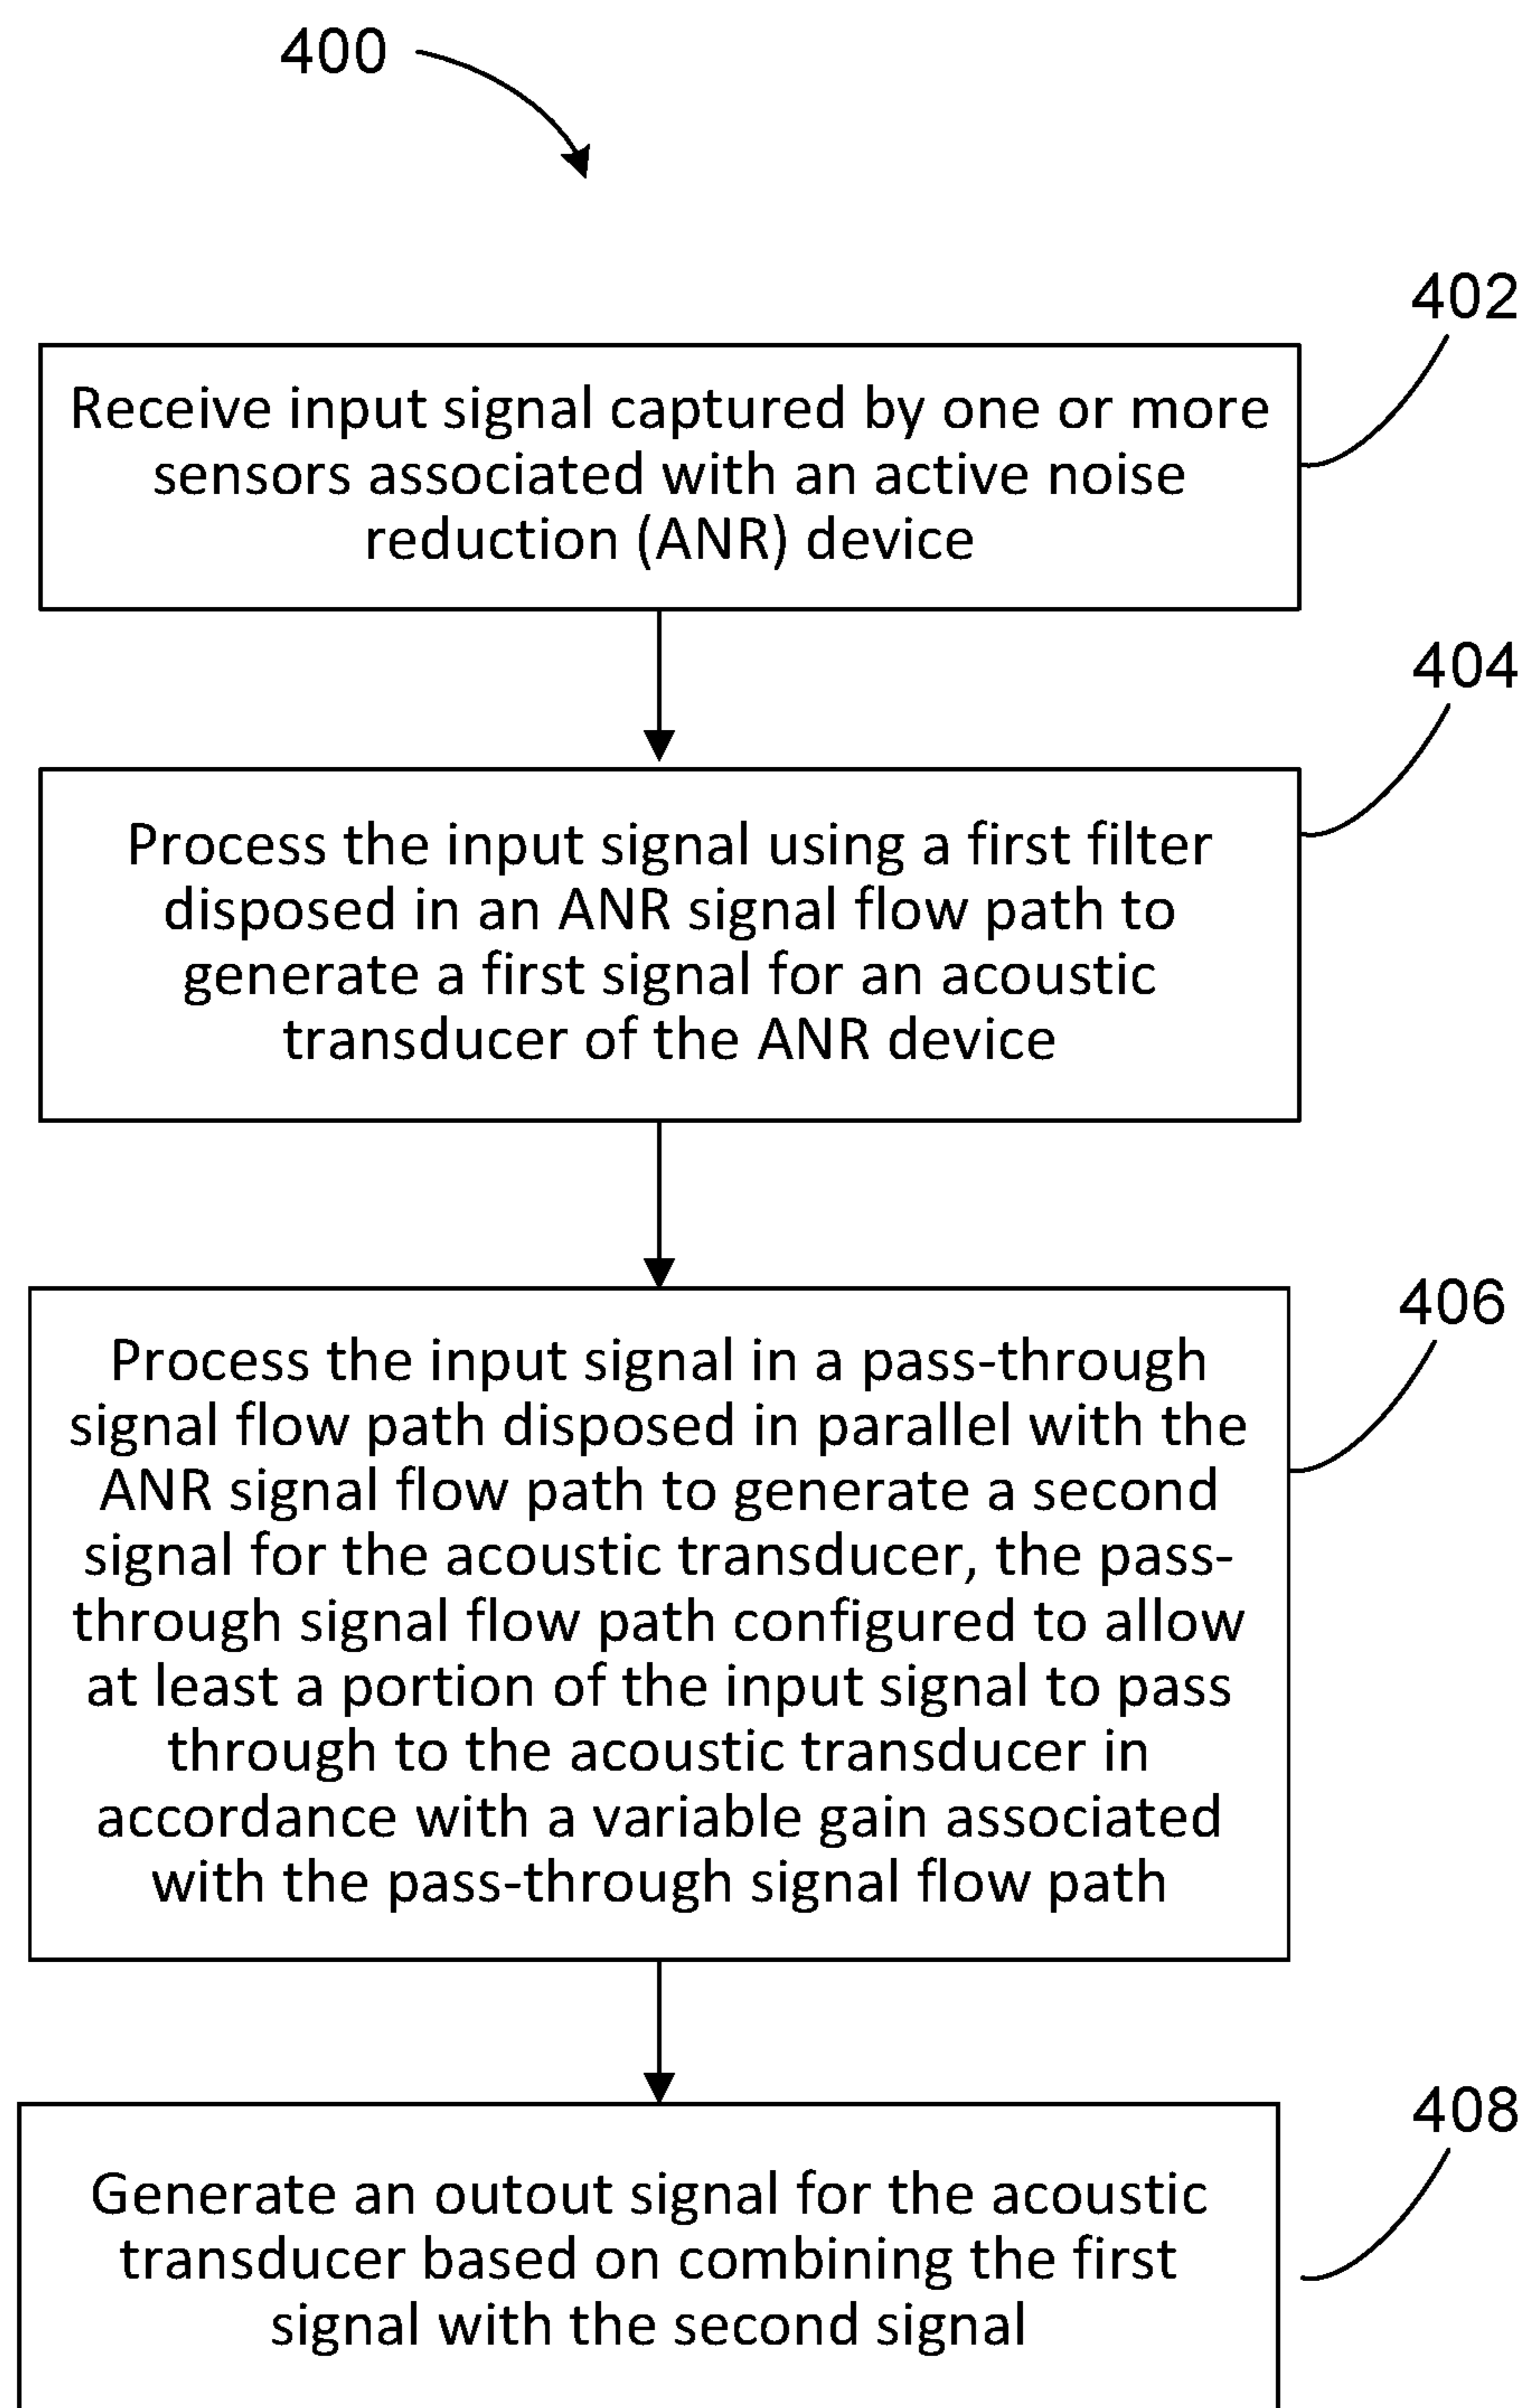 400
402
Receive input signal captured by one or more
sensors associated with an active noise
reduction (ANR) device
404
Process the input signal using a first filter
disposed in an ANR signal flow path to
generate a first signal for an acoustic
transducer of the ANR device
406
Process the input signal in a pass-through
signal flow path disposed in parallel with the
ANR signal flow path to generate a second
signal for the acoustic transducer, the pass-
through signal flow path configured to allow
at least a portion of the input signal to pass
through to the acoustic transducer in
accordance with a variable gain associated
with the pass-through signal flow path
408
Generate an outout signal for the acoustic
transducer based on combining the first
signal with the second signal